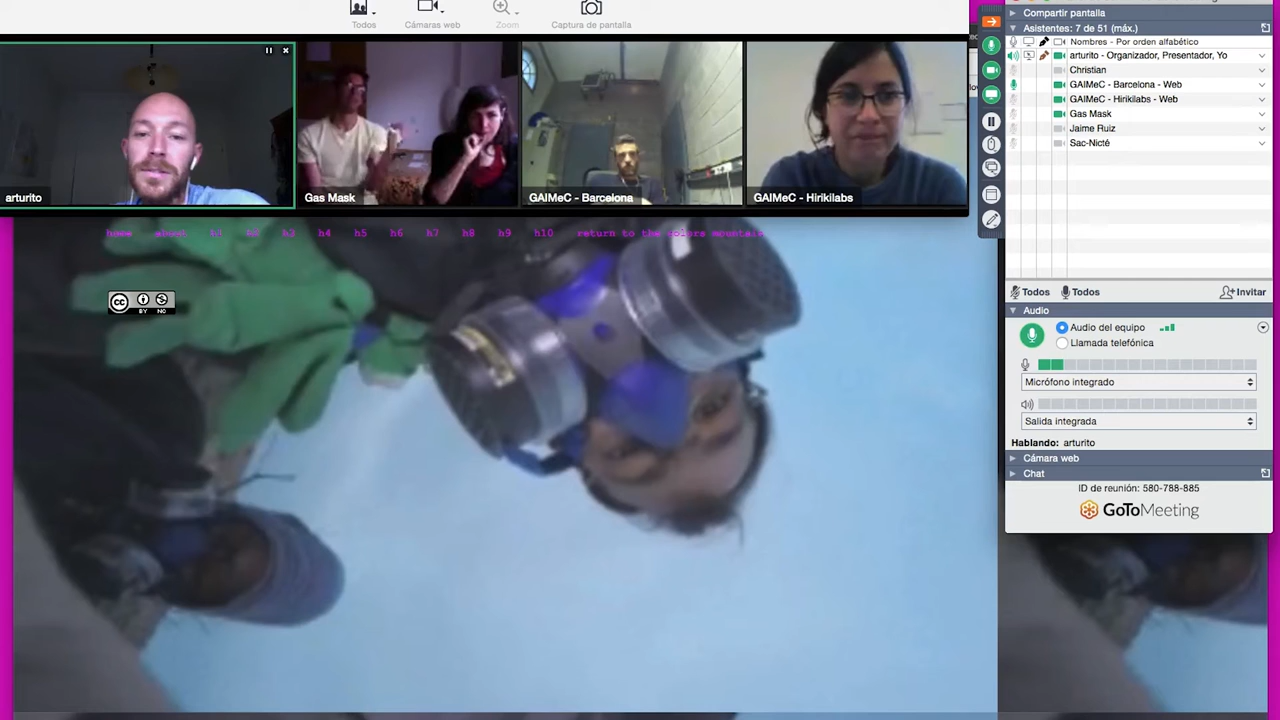 Todos
Cámaras web
Zoom
Captura de pantalla
arturito
Gas Mask
GAIMeC - Barcelona
GAIMeC - Hirikilabs
home about h1 h2 h3 h4 h5 h6 h7 h8 h9 h10 return to the colors mountain
CC
BY NC
Compartir pantalla
Asistentes: 7 de 51 (máx.)
Nombres - Por orden alfabético
arturito - Organizador, Presentador, Yo
Christian
GAIMeC - Barcelona - Web
GAIMeC - Hirikilabs - Web
Gas Mask
Jaime Ruiz
Sac-Nicté
Todos Todos Invitar
Audio
Audio del equipo
Llamada telefónica
Micrófono integrado
Salida integrada
Hablando: arturito
Cámara web
Chat
ID de reunión: 580-788-885
GoToMeeting